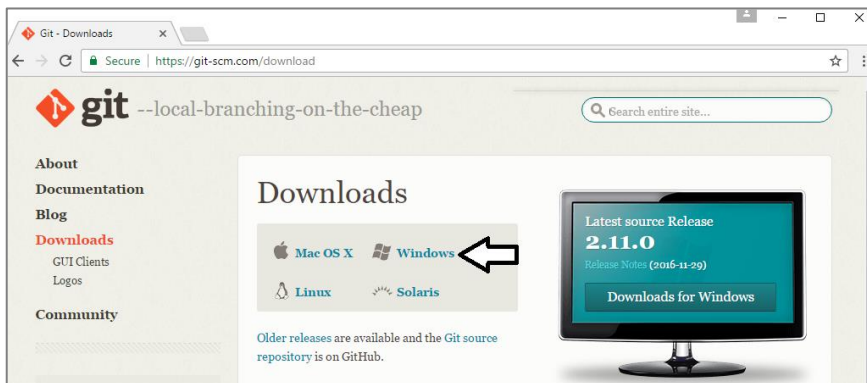 Git - Downloads
Secure | https://git-scm.com/download
git --local-branching-on-the-cheap
Search entire site...
About
Documentation
Blog
Downloads
GUI Clients
Logos
Community
Downloads
Mac OS X Windows
Linux Solaris
Older releases are available and the Git source
repository is on GitHub.
Latest source Release
2.11.0
Release Notes (2016-11-29)
Downloads for Windows